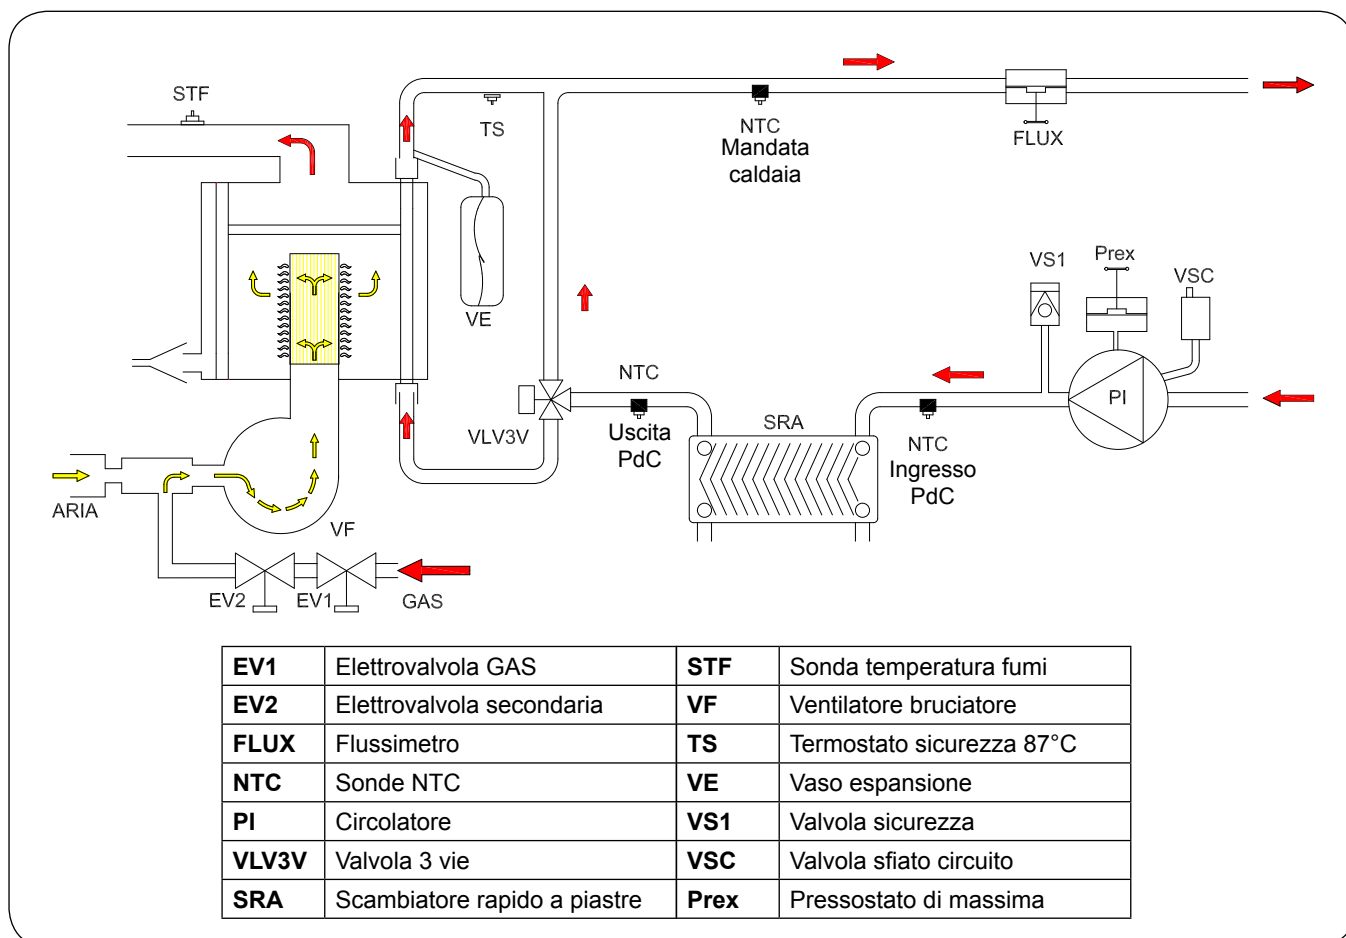 STF
TS
NTC
Mandata
caldaia
FLUX
VE
VS1
Prex
VSC
NTC
PI
VLV3V
Uscita
PdC
SRA
NTC
Ingresso
PdC
ARIA
VF
EV2
EV1
GAS
EV1 Elettrovalvola GAS STF Sonda temperatura fumi
EV2 Elettrovalvola secondaria VF Ventilatore bruciatore
FLUX Flussimetro TS Termostato sicurezza 87°C
NTC Sonde NTC VE Vaso espansione
PI Circolatore VS1 Valvola sicurezza
VLV3V Valvola 3 vie VSC Valvola sfiato circuito
SRA Scambiatore rapido a piastre Prex Pressostato di massima